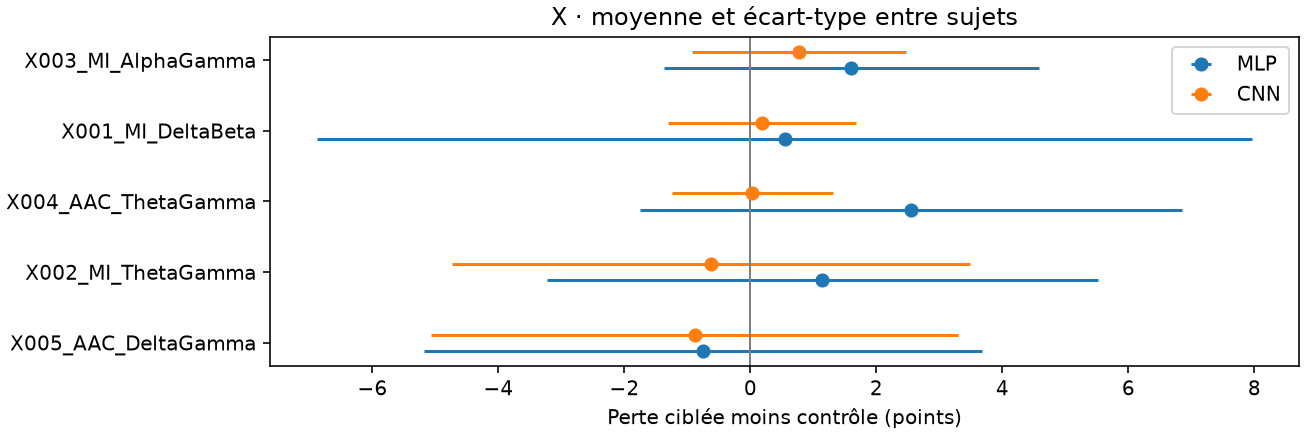 X · moyenne et écart-type entre sujets
X003_MI_AlphaGamma
X001_MI_DeltaBeta
X004_AAC_ThetaGamma
X002_MI_ThetaGamma
X005_AAC_DeltaGamma
MLP
CNN
−6 −4 −2 0 2 4 6 8
Perte ciblée moins contrôle (points)